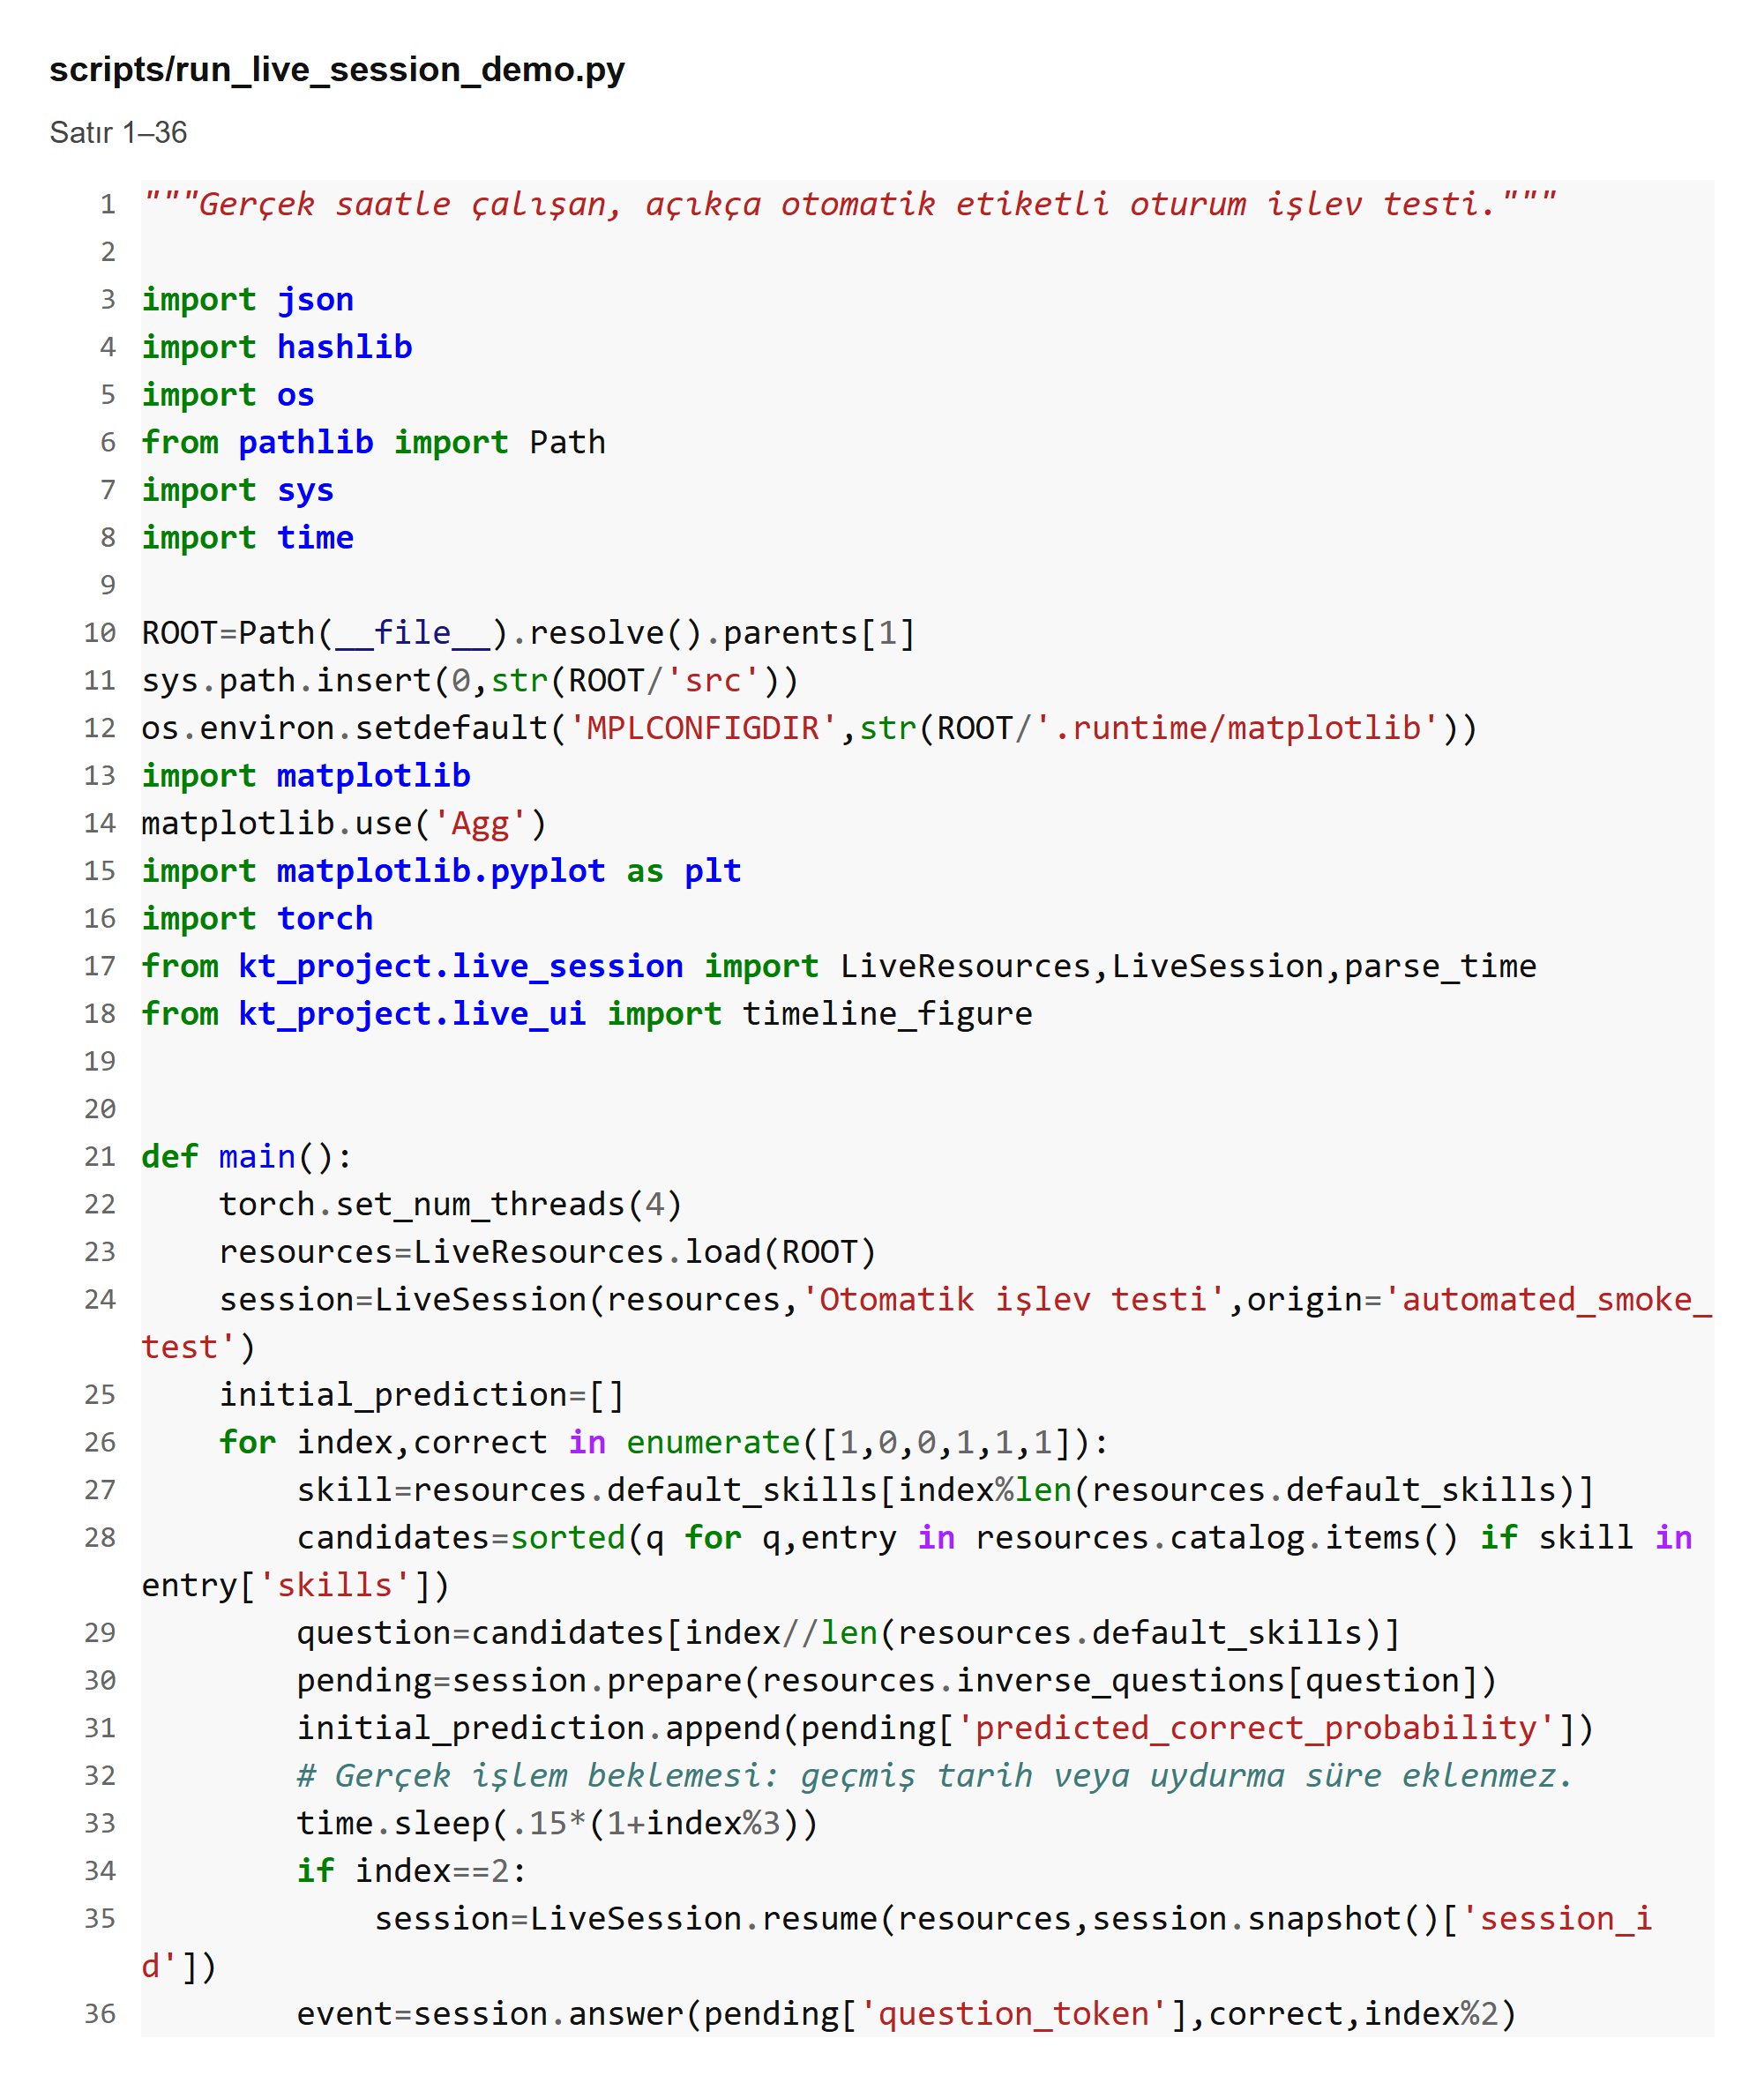 scripts/run_live_session_demo.py
Satır 1–36
1 """Gerçek saatle çalışan, açıkça otomatik etiketli oturum işlev testi."""
2
3 import json
4 import hashlib
5 import os
6 from pathlib import Path
7 import sys
8 import time
9
10 ROOT=Path(__file__).resolve().parents[1]
11 sys.path.insert(0,str(ROOT/'src'))
12 os.environ.setdefault('MPLCONFIGDIR',str(ROOT/'.runtime/matplotlib'))
13 import matplotlib
14 matplotlib.use('Agg')
15 import matplotlib.pyplot as plt
16 import torch
17 from kt_project.live_session import LiveResources,LiveSession,parse_time
18 from kt_project.live_ui import timeline_figure
19
20
21 def main():
22     torch.set_num_threads(4)
23     resources=LiveResources.load(ROOT)
24     session=LiveSession(resources,'Otomatik işlev testi',origin='automated_smoke_
test')
25     initial_prediction=[]
26     for index,correct in enumerate([1,0,0,1,1,1]):
27         skill=resources.default_skills[index%len(resources.default_skills)]
28         candidates=sorted(q for q,entry in resources.catalog.items() if skill in
entry['skills'])
29         question=candidates[index//len(resources.default_skills)]
30         pending=session.prepare(resources.inverse_questions[question])
31         initial_prediction.append(pending['predicted_correct_probability'])
32         # Gerçek işlem beklemesi: geçmiş tarih veya uydurma süre eklenmez.
33         time.sleep(.15*(1+index%3))
34         if index==2:
35             session=LiveSession.resume(resources,session.snapshot()['session_i
d'])
36         event=session.answer(pending['question_token'],correct,index%2)